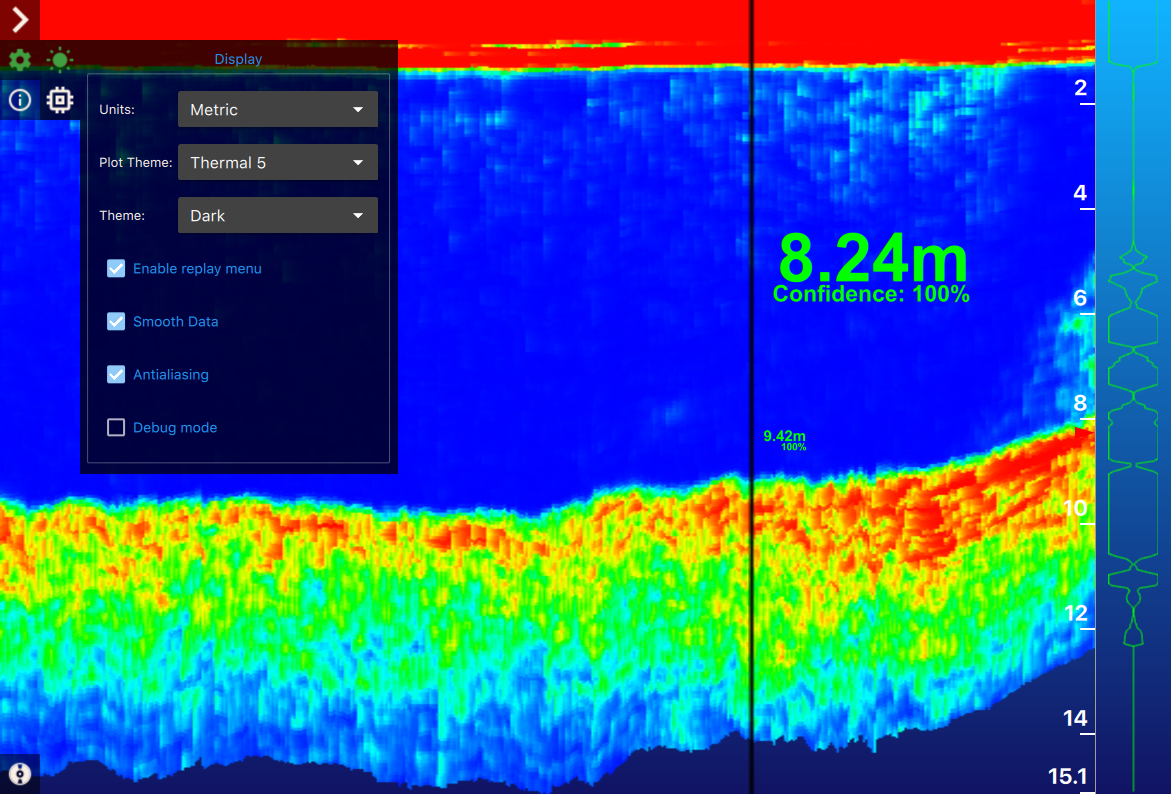 Display
Units: Metric
Plot Theme: Thermal 5
Theme: Dark
Enable replay menu
Smooth Data
Antialiasing
Debug mode
8.24m
Confidence: 100%
9.42m
100%
2
4
6
8
10
12
14
15.1